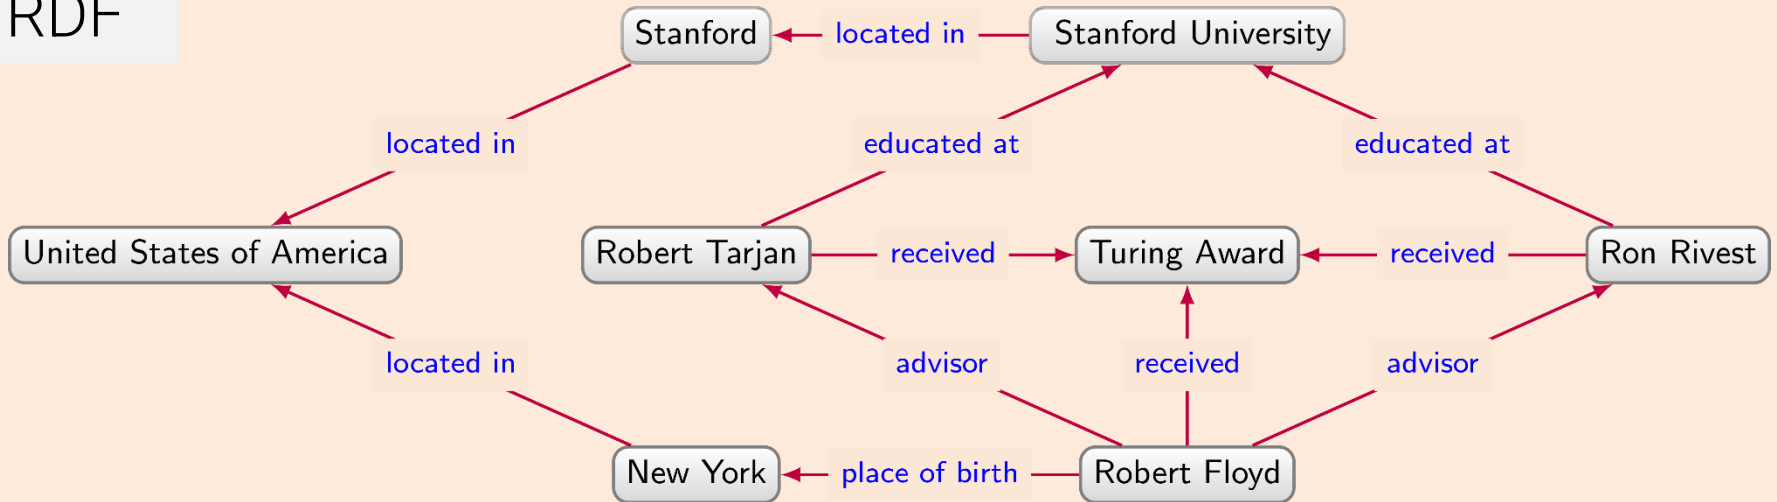 RDF
Stanford located in Stanford University
located in educated at educated at
United States of America Robert Tarjan received Turing Award received Ron Rivest
located in advisor received advisor
New York place of birth Robert Floyd